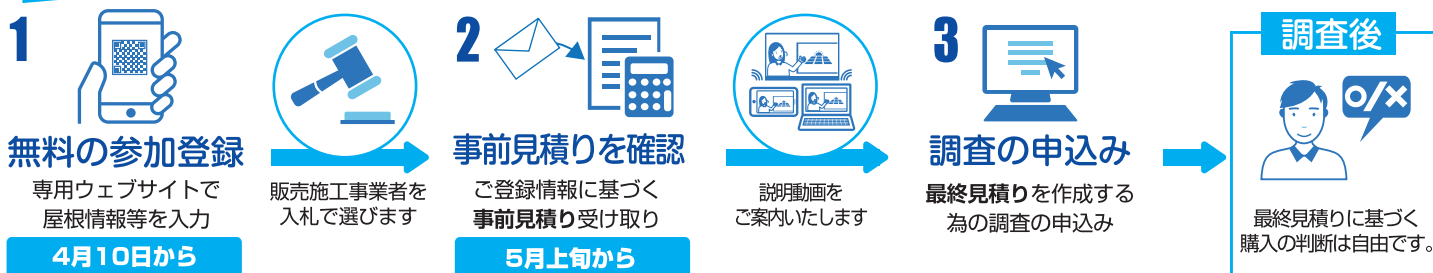 1
無料の参加登録
専用ウェブサイトで
屋根情報等を入力
4月10日から
販売施工事業者を
入札で選びます
2
事前見積りを確認
ご登録情報に基づく
事前見積り受け取り
5月上旬から
説明動画を
ご案内いたします
3
調査の申込み
最終見積りを作成する
為の調査の申込み
調査後
o/×
最終見積りに基づく
購入の判断は自由です。